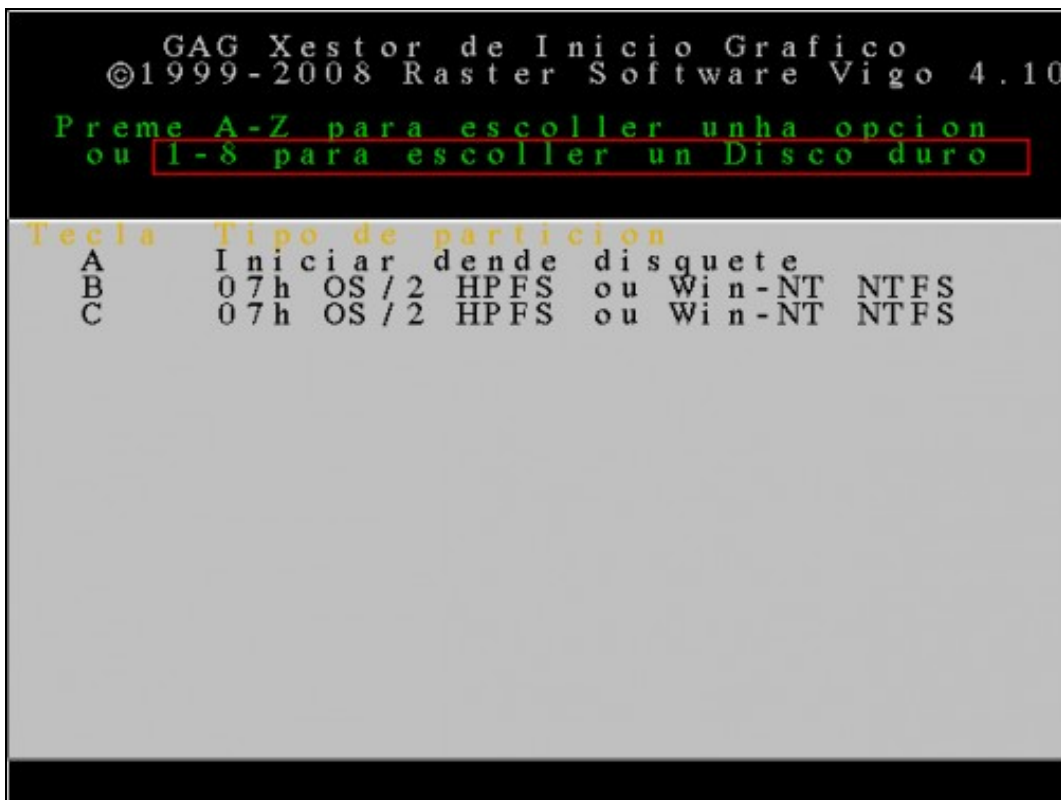 GAG Xestor de Inicio Grafico
©1999-2008 Raster Software Vigo 4.10
Preme A-Z para escoller unha opcion
ou 1-8 para escoller un Disco duro
Tecla Tipo de particion
A Iniciar dende disquete
B 07h OS/2 HPFS ou Win-NT NTFS
C 07h OS/2 HPFS ou Win-NT NTFS